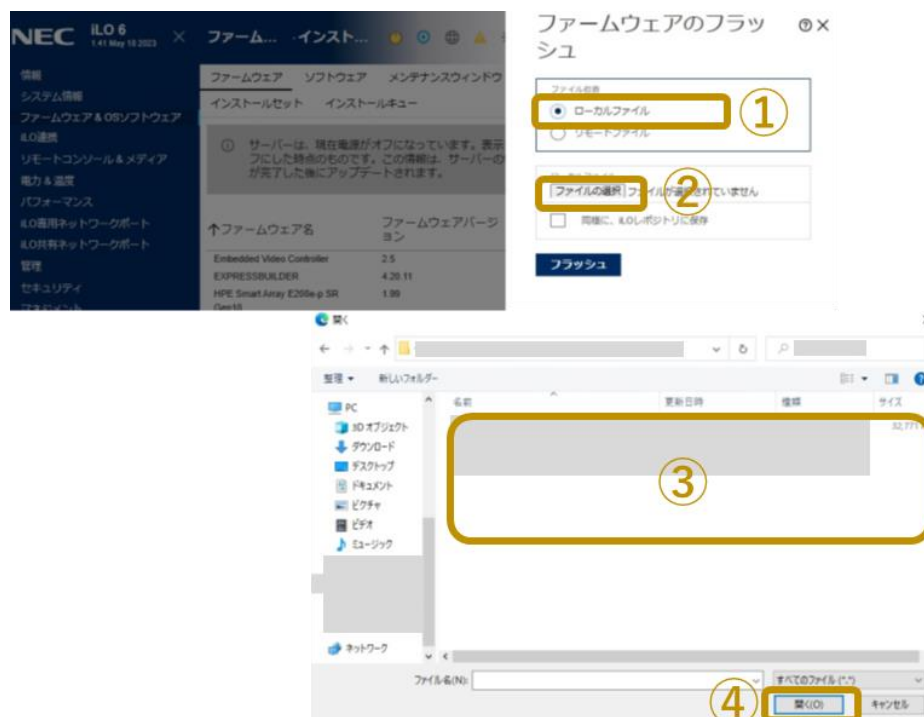 NEC
iLO 6
1.41 May 18 2023
ファーム... ·インスト...
情報
システム情報
ファームウェア & OSソフトウェア
iLO連携
リモートコンソール & メディア
電力 & 温度
パフォーマンス
iLO専用ネットワークポート
iLO共有ネットワークポート
管理
セキュリティ
ファームウェア ソフトウェア メンテナンスウィンドウ
インストールセット インストールキュー
サーバーは、現在電源がオフになっています。表示
フにした時点のものです。この情報は、サーバーの
が完了した後にアップデートされます。
↑ファームウェア名 ファームウェアバージョン
Embedded Video Controller 2.5
EXPRESSBUILDER 4.20.11
HPE Smart Array E208e-p SR 1.99
Gen10
ファームウェアのフラッ
シュ
ローカルファイル
①
リモートファイル
ローカルファイル
ファイルの選択 ファイルが選択されていません
②
同様に、iLOレポジトリに保存
フラッシュ
開く
整理 新しいフォルダー
名前 更新日時 種類 サイズ
PC
3D オブジェクト
ダウンロード
デスクトップ
ドキュメント
ピクチャ
ビデオ
ミュージック
ネットワーク
③
ファイル名(N): すべてのファイル (*.*)
④
開く(O) キャンセル